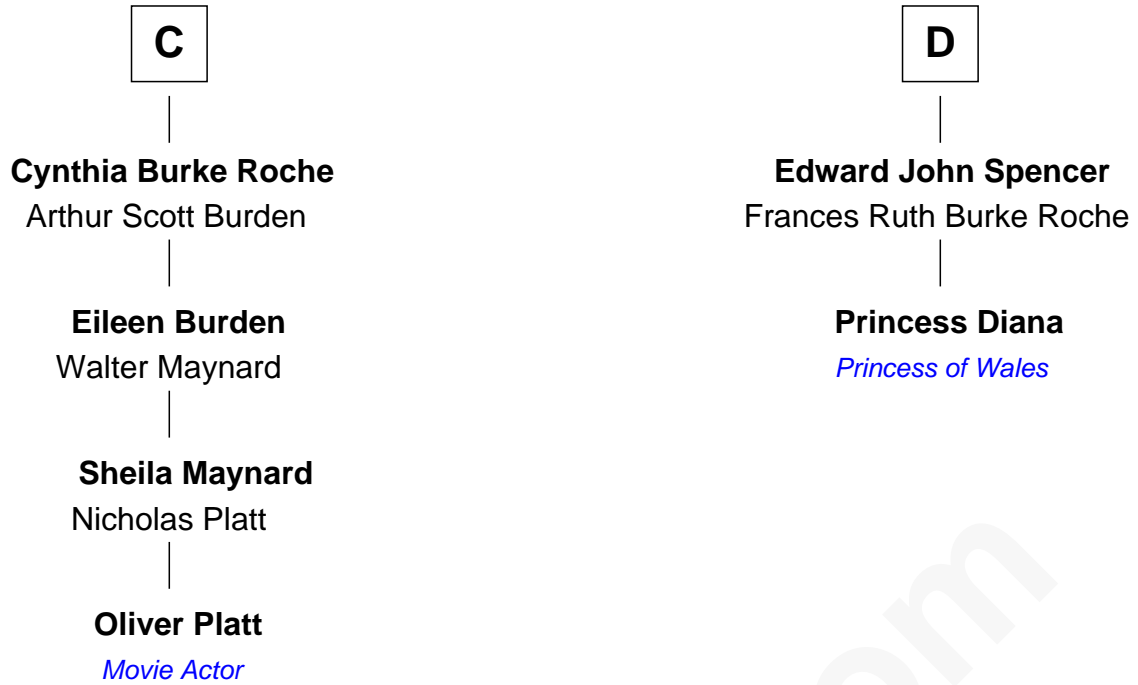 C
Cynthia Burke Roche
Arthur Scott Burden
Eileen Burden
Walter Maynard
Sheila Maynard
Nicholas Platt
Oliver Platt
Movie Actor
D
Edward John Spencer
Frances Ruth Burke Roche
Princess Diana
Princess of Wales
om